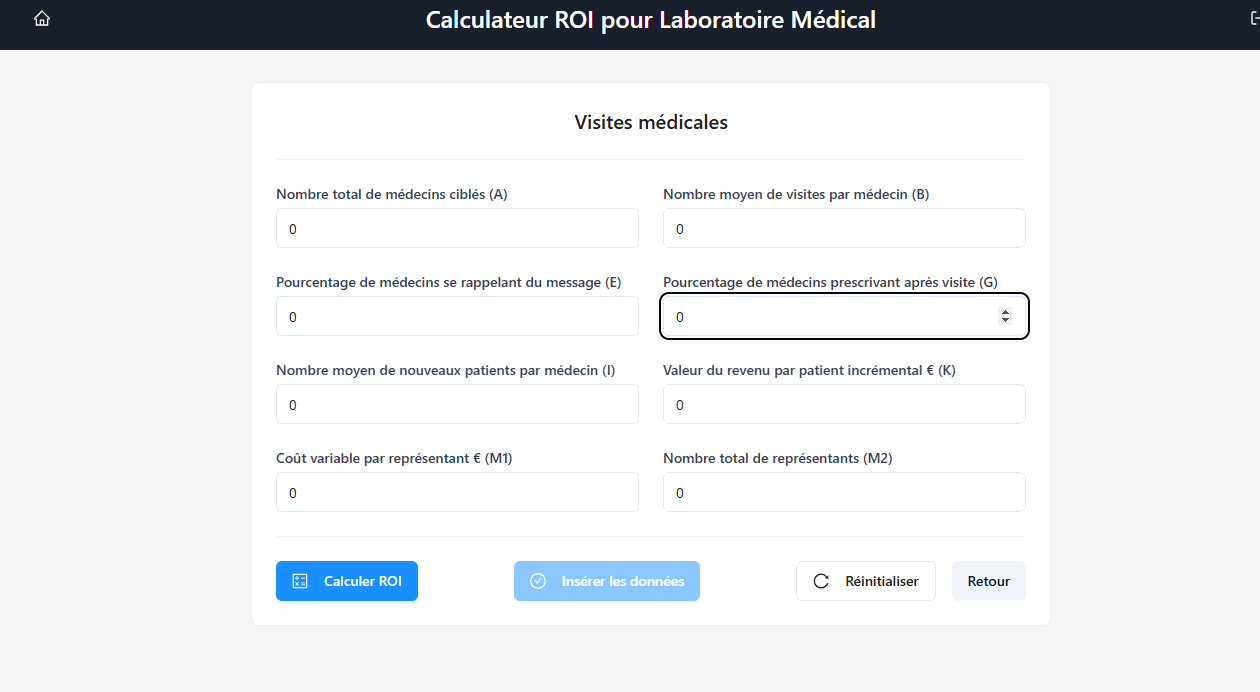 Calculateur ROI pour Laboratoire Médical
Visites médicales
Nombre total de médecins ciblés (A)
0
Nombre moyen de visites par médecin (B)
0
Pourcentage de médecins se rappelant du message (E)
0
Pourcentage de médecins prescrivant après visite (G)
0
Nombre moyen de nouveaux patients par médecin (I)
0
Valeur du revenu par patient incrémental € (K)
0
Coût variable par représentant € (M1)
0
Nombre total de représentants (M2)
0
Calculer ROI
Insérer les données
Réinitialiser
Retour